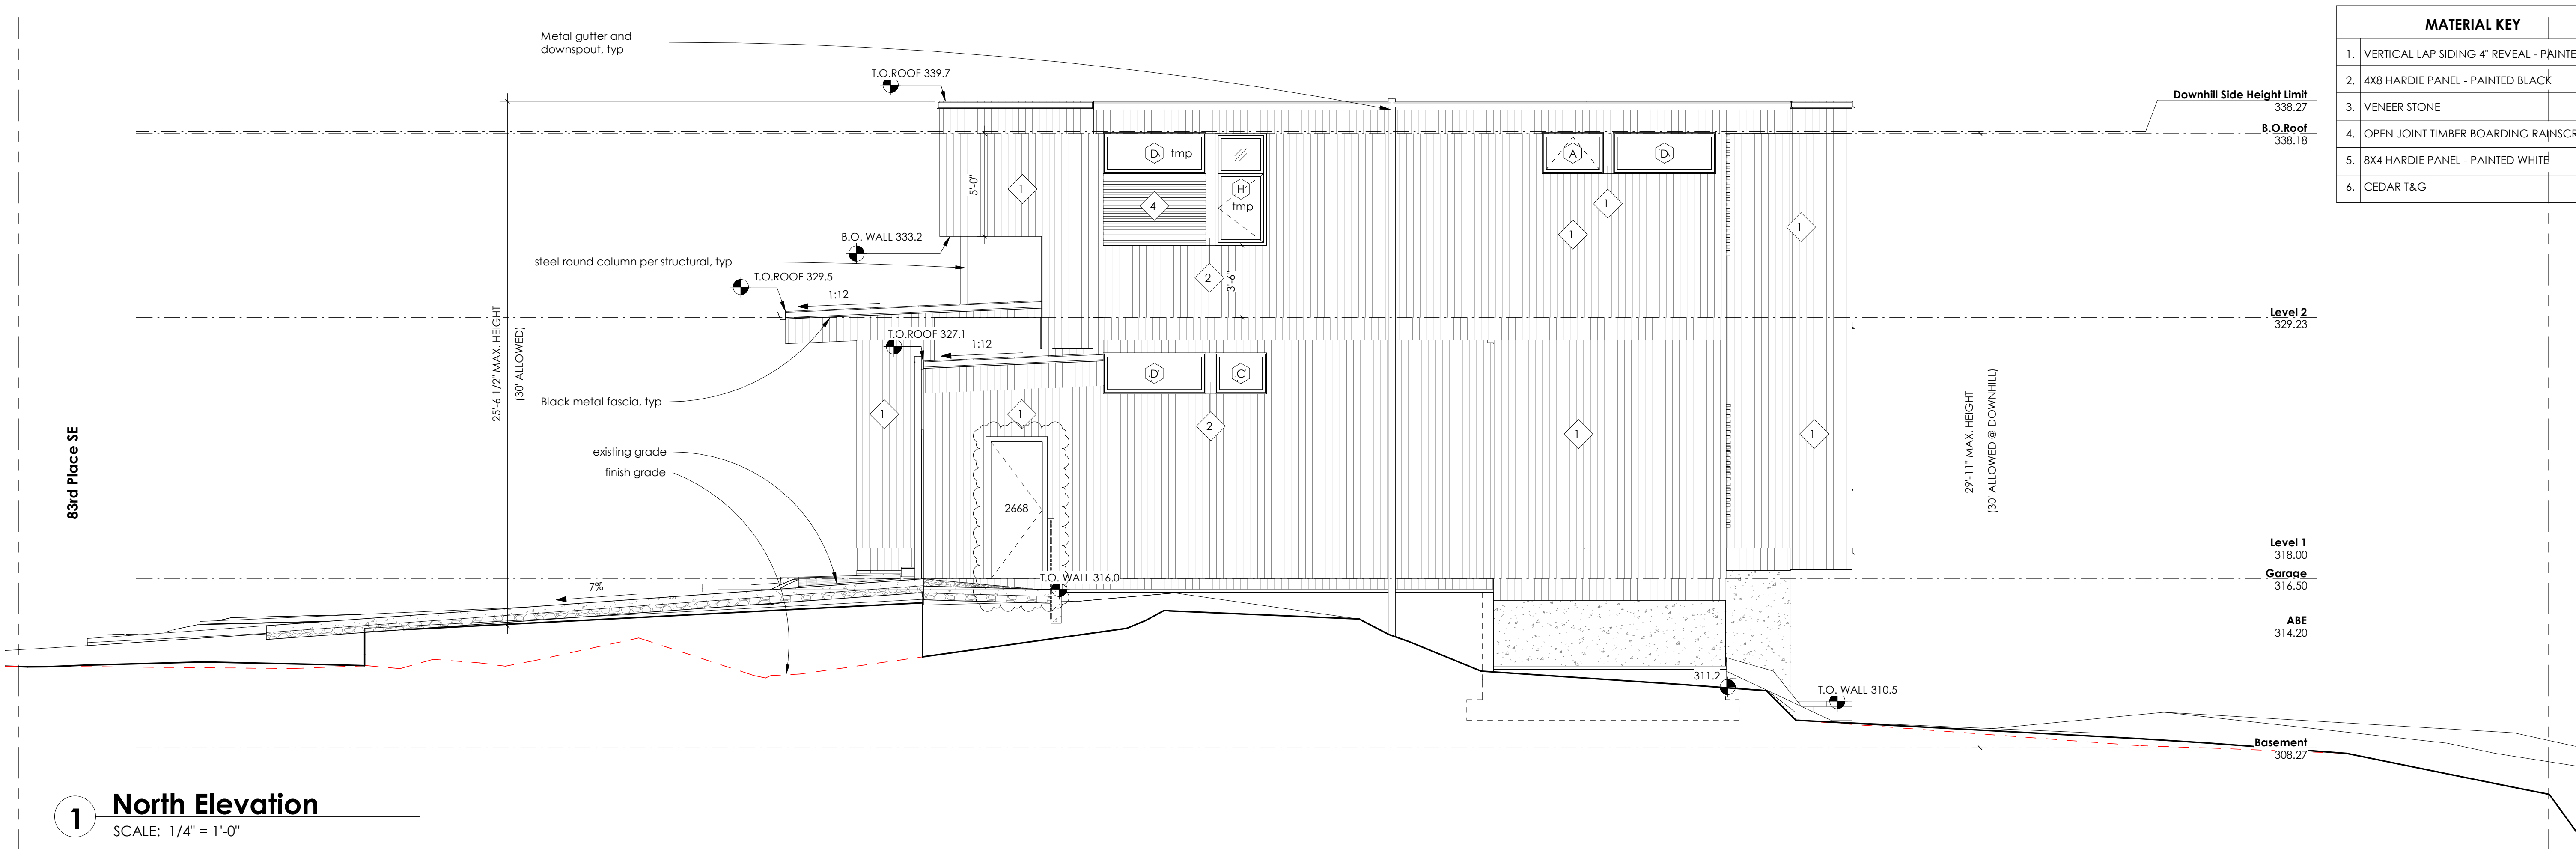 Metal gutter and
downspout, typ
T.O.ROOF 339.7
MATERIAL KEY
1. VERTICAL LAP SIDING 4" REVEAL - PAINTE
2. 4X8 HARDIE PANEL - PAINTED BLACK
3. VENEER STONE
4. OPEN JOINT TIMBER BOARDING RAINSCR
5. 8X4 HARDIE PANEL - PAINTED WHITE
6. CEDAR T&G
Downhill Side Height Limit
338.27
B.O.Roof
338.18
D tmp
H
tmp
A
D
5'-0"
1
4
1
1
1
B.O. WALL 333.2
steel round column per structural, typ
T.O.ROOF 329.5
1:12
2
3'-6"
Level 2
329.23
T.O.ROOF 327.1
1:12
25'-6 1/2" MAX. HEIGHT
(30' ALLOWED)
D
C
Black metal fascia, typ
1
1
2
1
1
29'-11" MAX. HEIGHT
(30' ALLOWED @ DOWNHILL)
83rd Place SE
existing grade
finish grade
2668
Level 1
318.00
T.O. WALL 316.0
Garage
316.50
7%
ABE
314.20
311.2
T.O. WALL 310.5
Basement
308.27
1 North Elevation
SCALE: 1/4" = 1'-0"